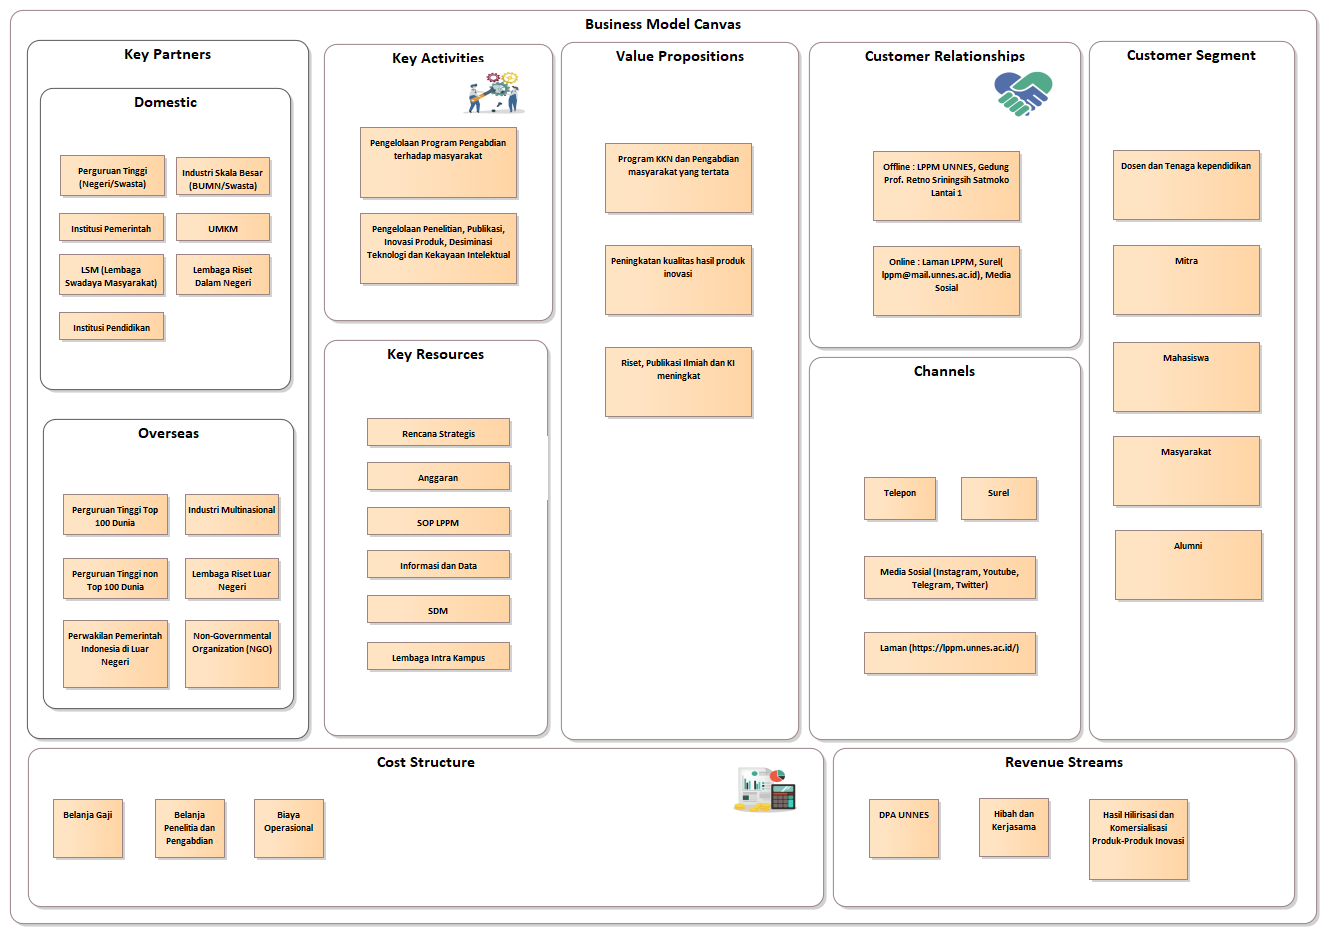 Business Model Canvas
Key Partners
Domestic
Perguruan Tinggi
(Negeri/Swasta)
Industri Skala Besar
(BUMN/Swasta)
Institusi Pemerintah
UMKM
LSM (Lembaga
Swadaya Masyarakat)
Lembaga Riset
Dalam Negeri
Institusi Pendidikan
Overseas
Perguruan Tinggi Top
100 Dunia
Industri Multinasional
Perguruan Tinggi non
Top 100 Dunia
Lembaga Riset Luar
Negeri
Perwakilan Pemerintah
Indonesia di Luar
Negeri
Non-Governmental
Organization (NGO)
Key Activities
Pengelolaan Program Pengabdian
terhadap masyarakat
Pengelolaan Penelitian, Publikasi,
Inovasi Produk, Desiminasi
Teknologi dan Kekayaan Intelektual
Key Resources
Rencana Strategis
Anggaran
SOP LPPM
Informasi dan Data
SDM
Lembaga Intra Kampus
Value Propositions
Program KKN dan Pengabdian
masyarakat yang tertata
Peningkatan kualitas hasil produk
inovasi
Riset, Publikasi Ilmiah dan KI
meningkat
Customer Relationships
Offline : LPPM UNNES, Gedung
Prof. Retno Sriningsih Satmoko
Lantai 1
Online : Laman LPPM, Surel(
lppm@mail.unnes.ac.id), Media
Sosial
Channels
Telepon
Surel
Media Sosial (Instagram, Youtube,
Telegram, Twitter)
Laman (https://lppm.unnes.ac.id/)
Customer Segment
Dosen dan Tenaga kependidikan
Mitra
Mahasiswa
Masyarakat
Alumni
Cost Structure
Belanja Gaji
Belanja
Penelitia dan
Pengabdian
Biaya
Operasional
Revenue Streams
DPA UNNES
Hibah dan
Kerjasama
Hasil Hilirisasi dan
Komersialisasi
Produk-Produk Inovasi